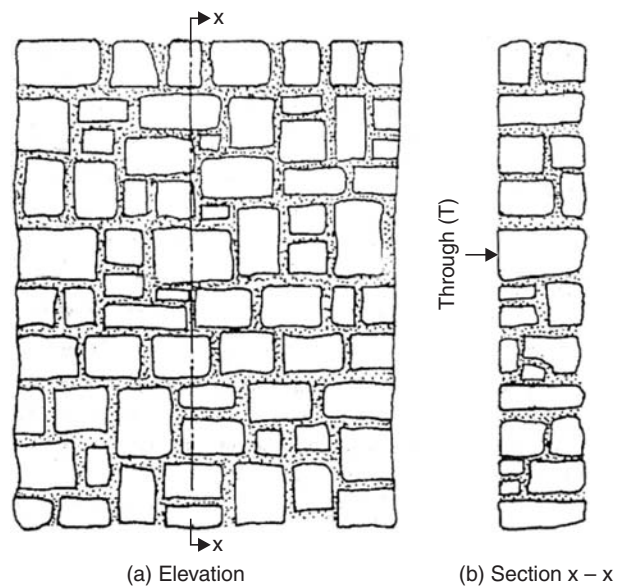 x
Through (T)
x
(a) Elevation
(b) Section x – x